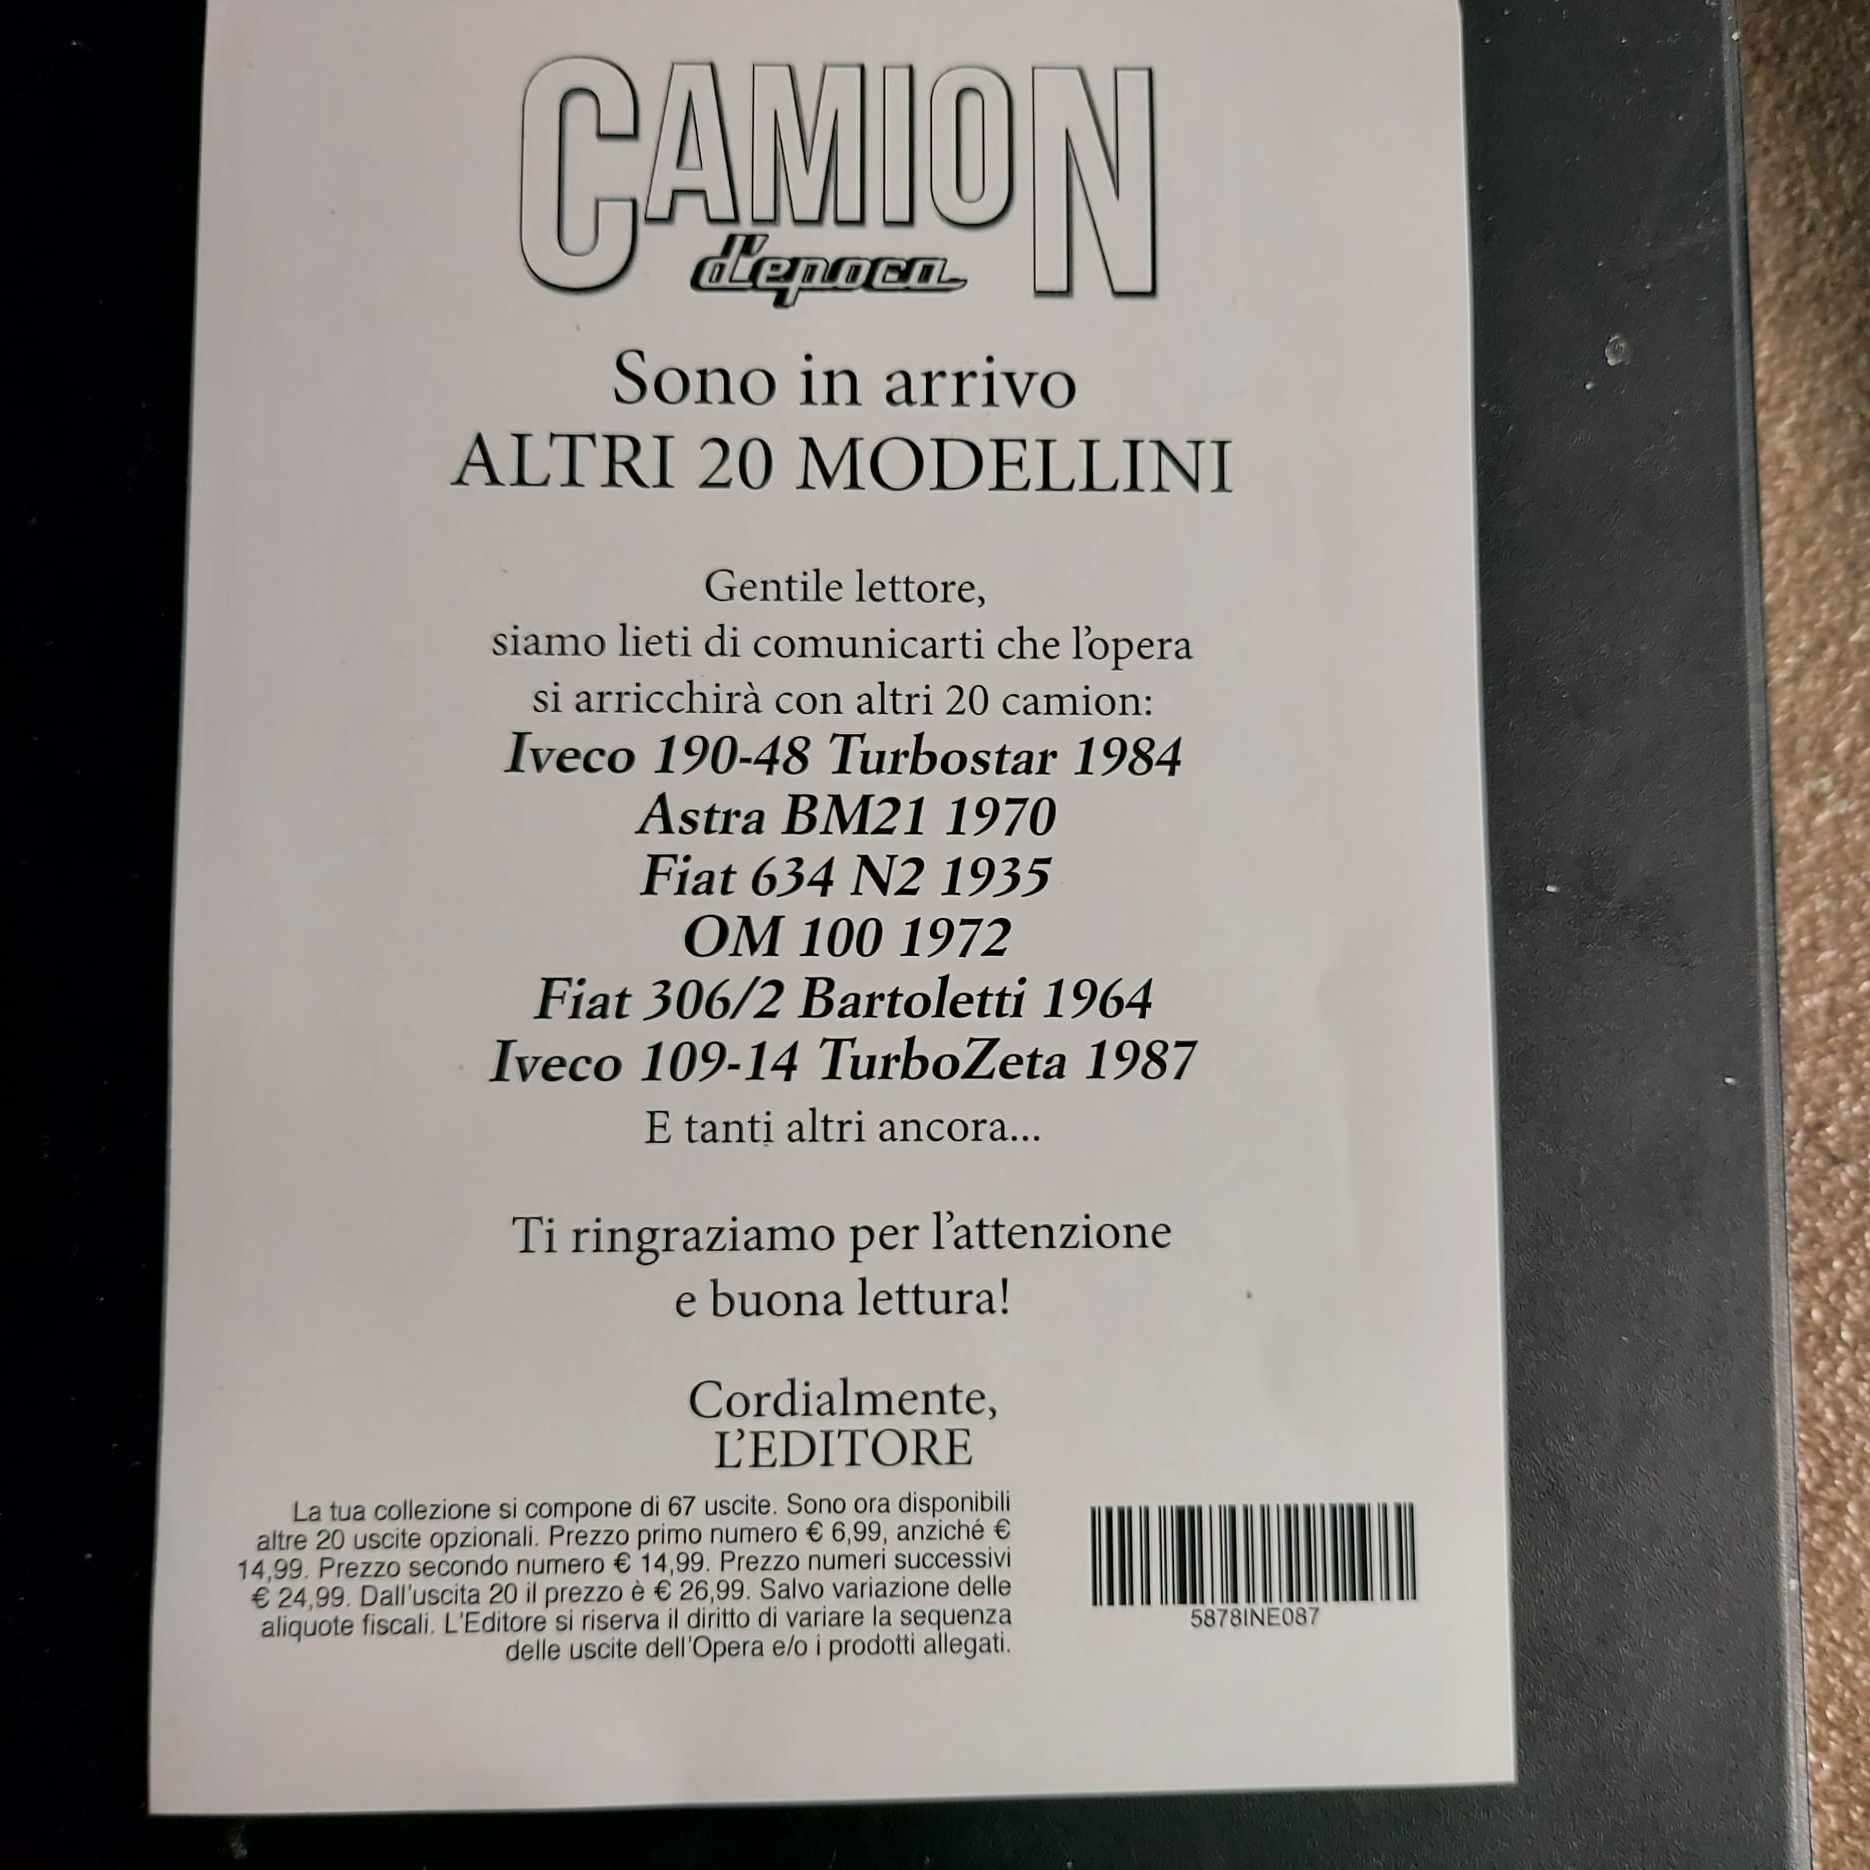 CAMION
d'epoca
Sono in arrivo
ALTRI 20 MODELLINI
Gentile lettore,
siamo lieti di comunicarti che l'opera
si arricchirà con altri 20 camion:
Iveco 190-48 Turbostar 1984
Astra BM21 1970
Fiat 634 N2 1935
OM 100 1972
Fiat 306/2 Bartoletti 1964
Iveco 109-14 TurboZeta 1987
E tanti altri ancora...
Ti ringraziamo per l'attenzione
e buona lettura!
Cordialmente,
L'EDITORE
La tua collezione si compone di 67 uscite. Sono ora disponibili
altre 20 uscite opzionali. Prezzo primo numero € 6,99, anziché €
14,99. Prezzo secondo numero € 14,99. Prezzo numeri successivi
€ 24,99. Dall'uscita 20 il prezzo è € 26,99. Salvo variazione delle
aliquote fiscali. L'Editore si riserva il diritto di variare la sequenza
delle uscite dell'Opera e/o i prodotti allegati.
5878INE087